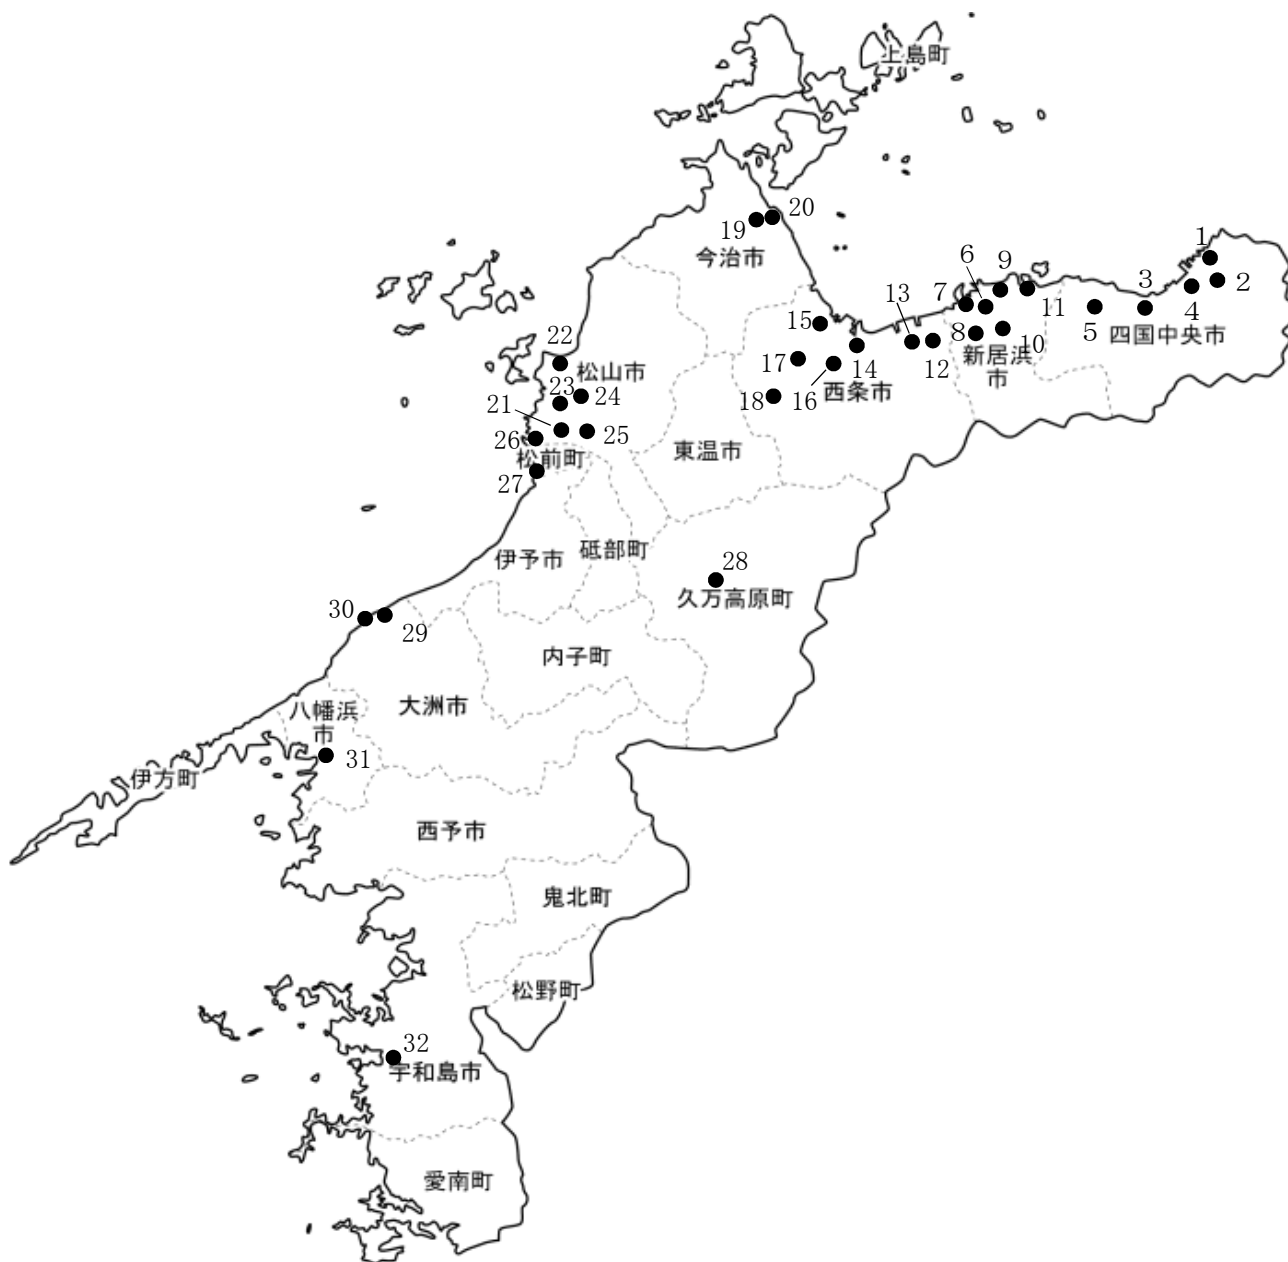 上島町
20
19
今治市
1
6
9
3
2
13
7
4
11
15
5
8
10
四国中央市
22
12
17
14
新居浜
市
松山市
23
24
18
16
西条市
21
26
25
東温市
松前町
27
伊予市
砥部町
28
久万高原町
30
29
内子町
大洲市
八幡浜
市
31
伊方町
西予市
鬼北町
松野町
32
宇和島市
愛南町